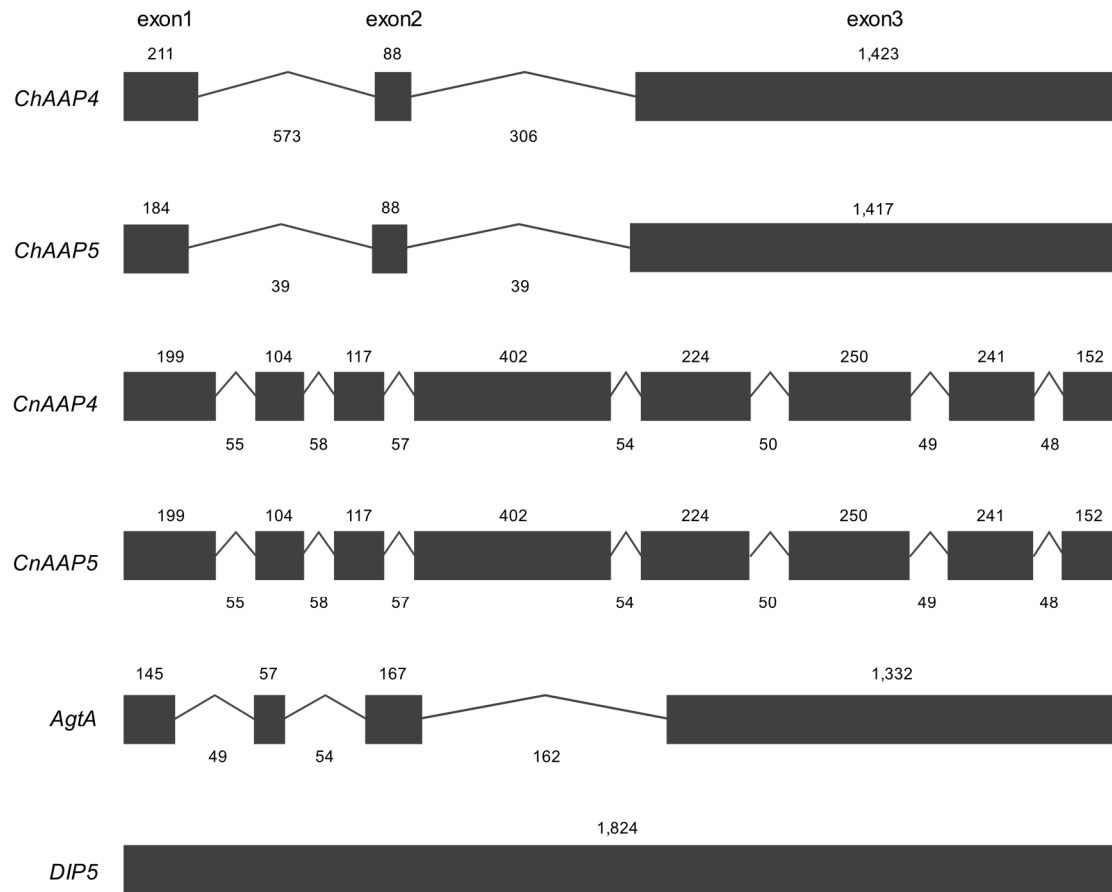 exon1 exon2 exon3
211 88 1,423
ChAAP4
573 306
184 88 1,417
ChAAP5
39 39
199 104 117 402 224 250 241 152
CnAAP4
55 58 57 54 50 49 48
199 104 117 402 224 250 241 152
CnAAP5
55 58 57 54 50 49 48
145 57 167 1,332
AgtA
49 54 162
1,824
DIP5